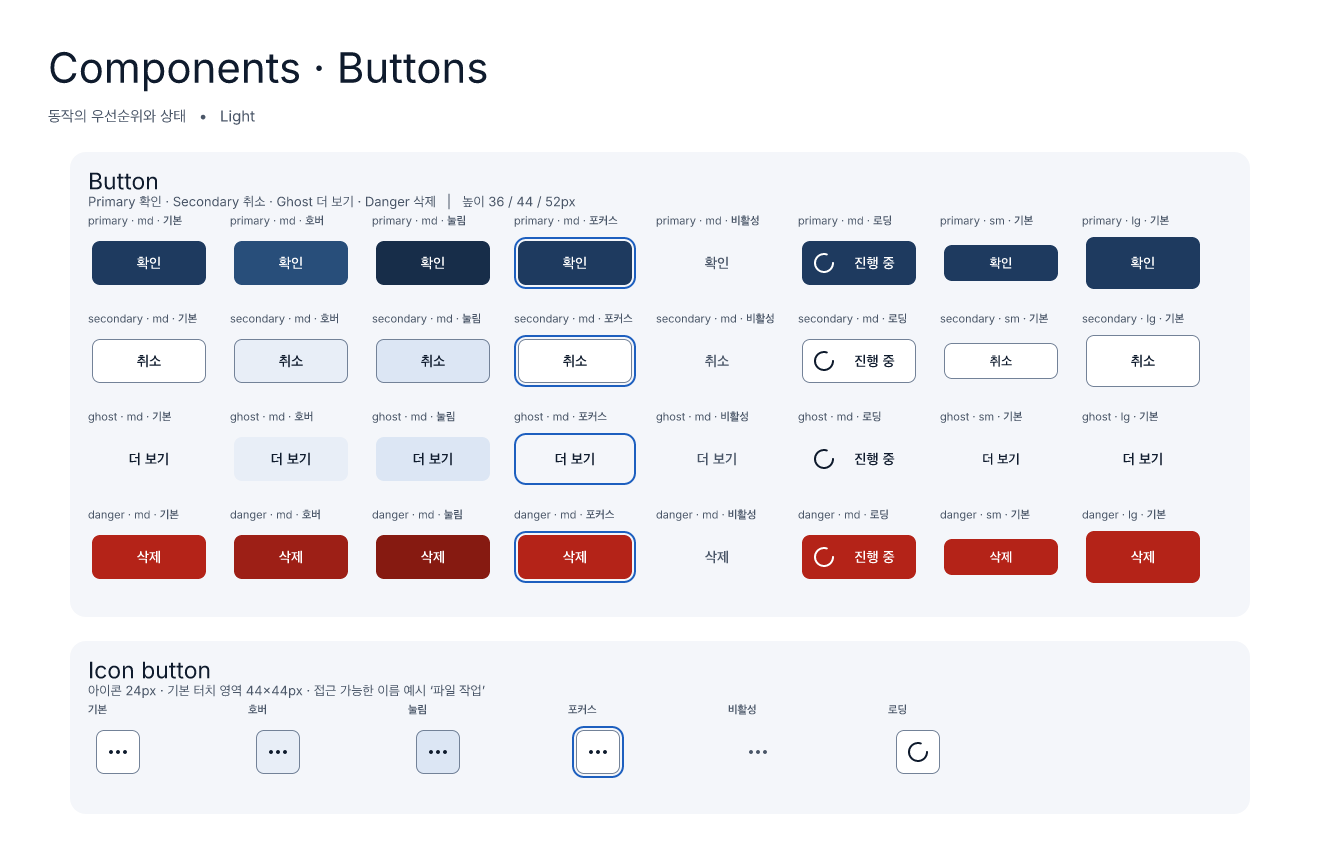 Components · Buttons
동작의 우선순위와 상태 • Light
Button
Primary 확인 · Secondary 취소 · Ghost 더 보기 · Danger 삭제 | 높이 36 / 44 / 52px
primary · md · 기본 primary · md · 호버 primary · md · 눌림 primary · md · 포커스 primary · md · 비활성 primary · md · 로딩 primary · sm · 기본 primary · lg · 기본
확인 확인 확인 확인 확인 진행 중 확인 확인
secondary · md · 기본 secondary · md · 호버 secondary · md · 눌림 secondary · md · 포커스 secondary · md · 비활성 secondary · md · 로딩 secondary · sm · 기본 secondary · lg · 기본
취소 취소 취소 취소 취소 진행 중 취소 취소
ghost · md · 기본 ghost · md · 호버 ghost · md · 눌림 ghost · md · 포커스 ghost · md · 비활성 ghost · md · 로딩 ghost · sm · 기본 ghost · lg · 기본
더 보기 더 보기 더 보기 더 보기 더 보기 진행 중 더 보기 더 보기
danger · md · 기본 danger · md · 호버 danger · md · 눌림 danger · md · 포커스 danger · md · 비활성 danger · md · 로딩 danger · sm · 기본 danger · lg · 기본
삭제 삭제 삭제 삭제 삭제 진행 중 삭제 삭제
Icon button
아이콘 24px · 기본 터치 영역 44×44px · 접근 가능한 이름 예시 ‘파일 작업’
기본 호버 눌림 포커스 비활성 로딩